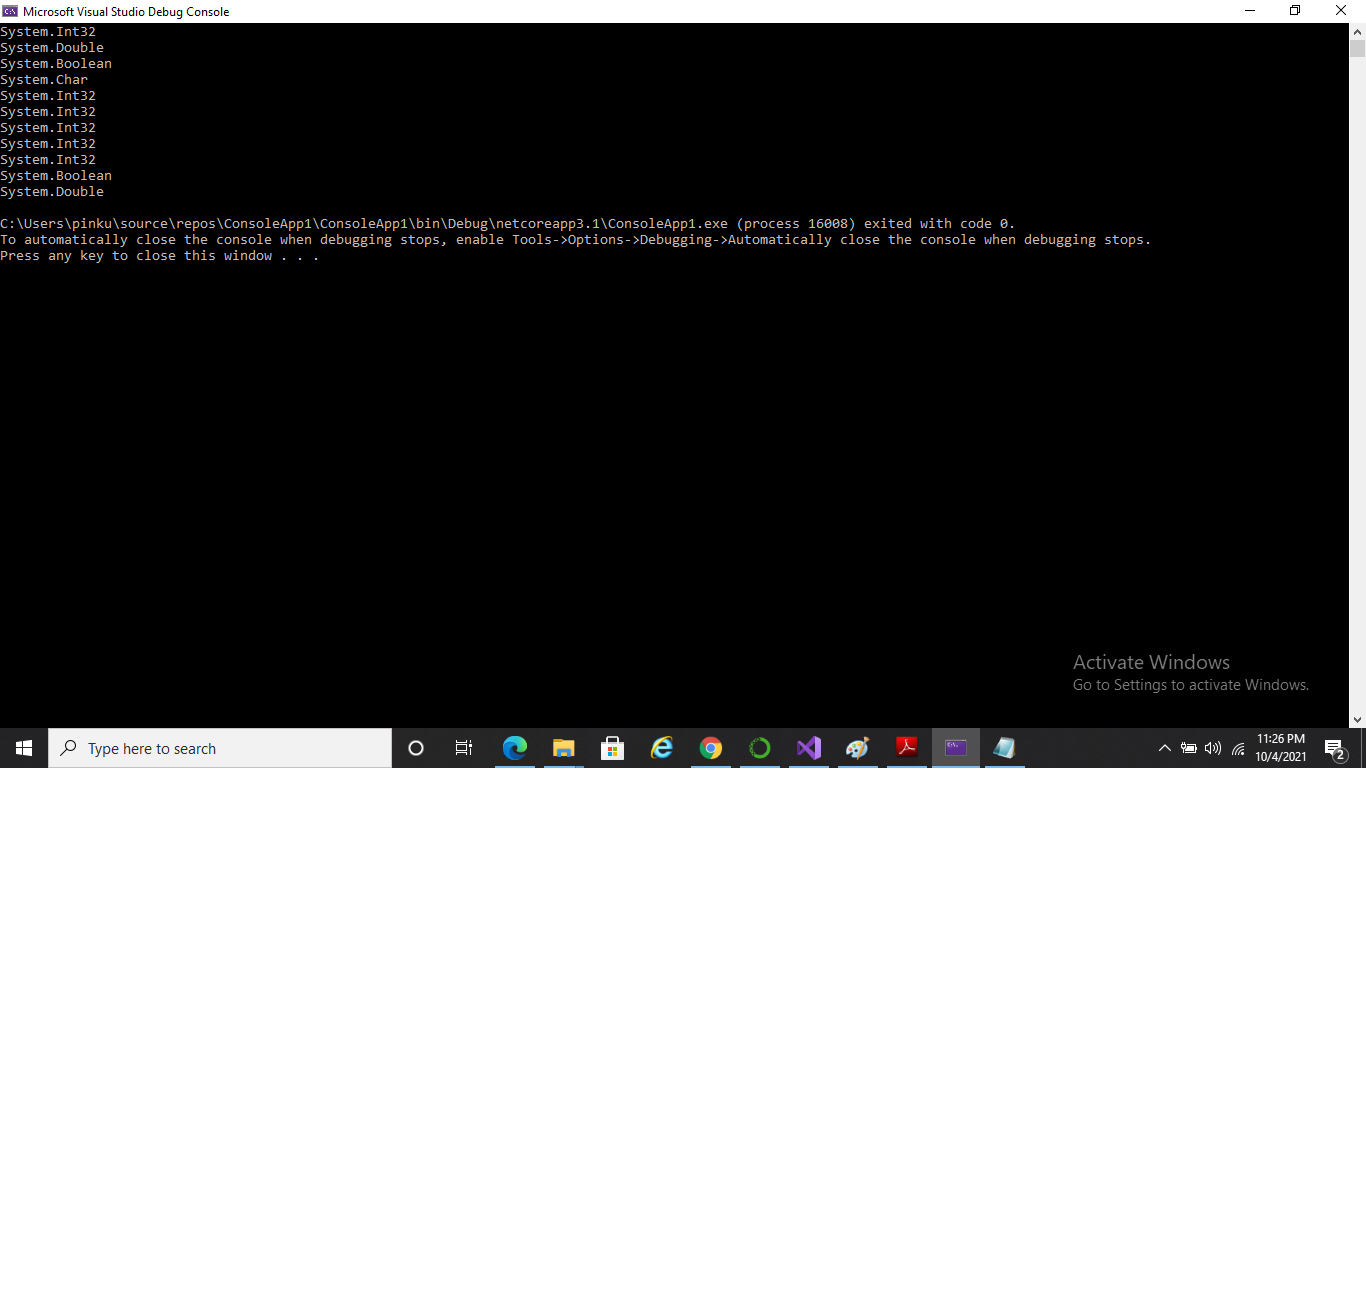 Microsoft Visual Studio Debug Console
System.Int32
System.Double
System.Boolean
System.Char
System.Int32
System.Int32
System.Int32
System.Int32
System.Int32
System.Boolean
System.Double
C:\Users\pinku\source\repos\ConsoleApp1\ConsoleApp1\bin\Debug\netcoreapp3.1\ConsoleApp1.exe (process 16008) exited with code 0.
To automatically close the console when debugging stops, enable Tools->Options->Debugging->Automatically close the console when debugging stops.
Press any key to close this window . . .
Activate Windows
Go to Settings to activate Windows.
Type here to search
11:26 PM
10/4/2021
2